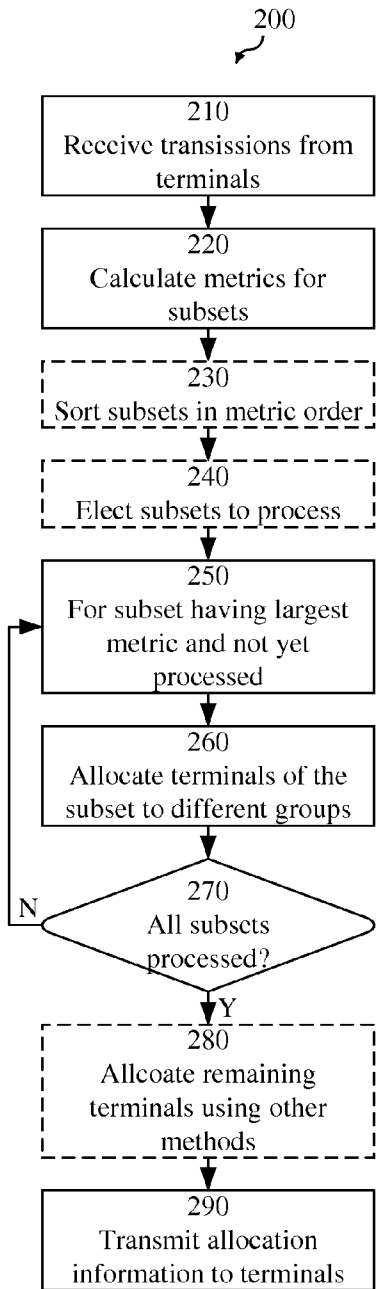 200
210
Receive transissions from
terminals
220
Calculate metrics for
subsets
230
Sort subsets in metric order
240
Elect subsets to process
250
For subset having largest
metric and not yet
processed
260
Allocate terminals of the
subset to different groups
270
All subsets
processed?
N
Y
280
Allcoate remaining
terminals using other
methods
290
Transmit allocation
information to terminals